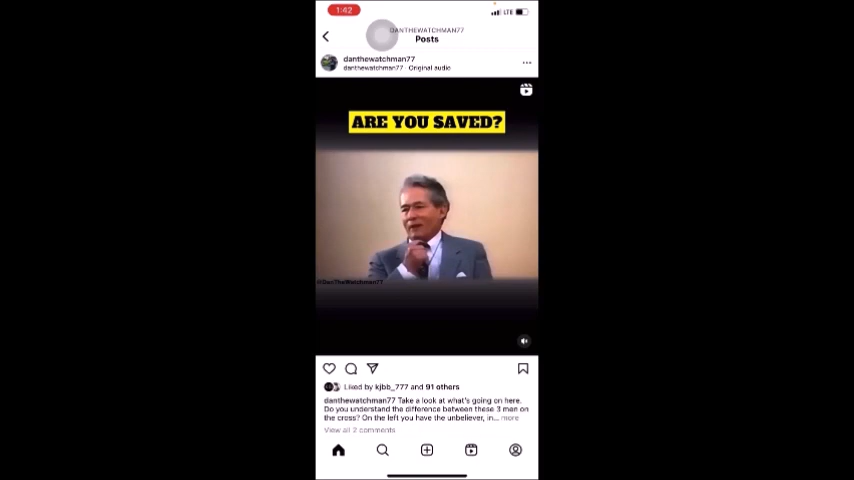 1:42
LTE
DANTHEWATCHMAN77
Posts
danthewatchman77
danthewatchman77 · Original audio
ARE YOU SAVED?
@DanTheWatchman77
Liked by kjbb_777 and 91 others
danthewatchman77 Take a look at what's going on here.
Do you understand the difference between these 3 men on
the cross? On the left you have the unbeliever, in... more
View all 2 comments